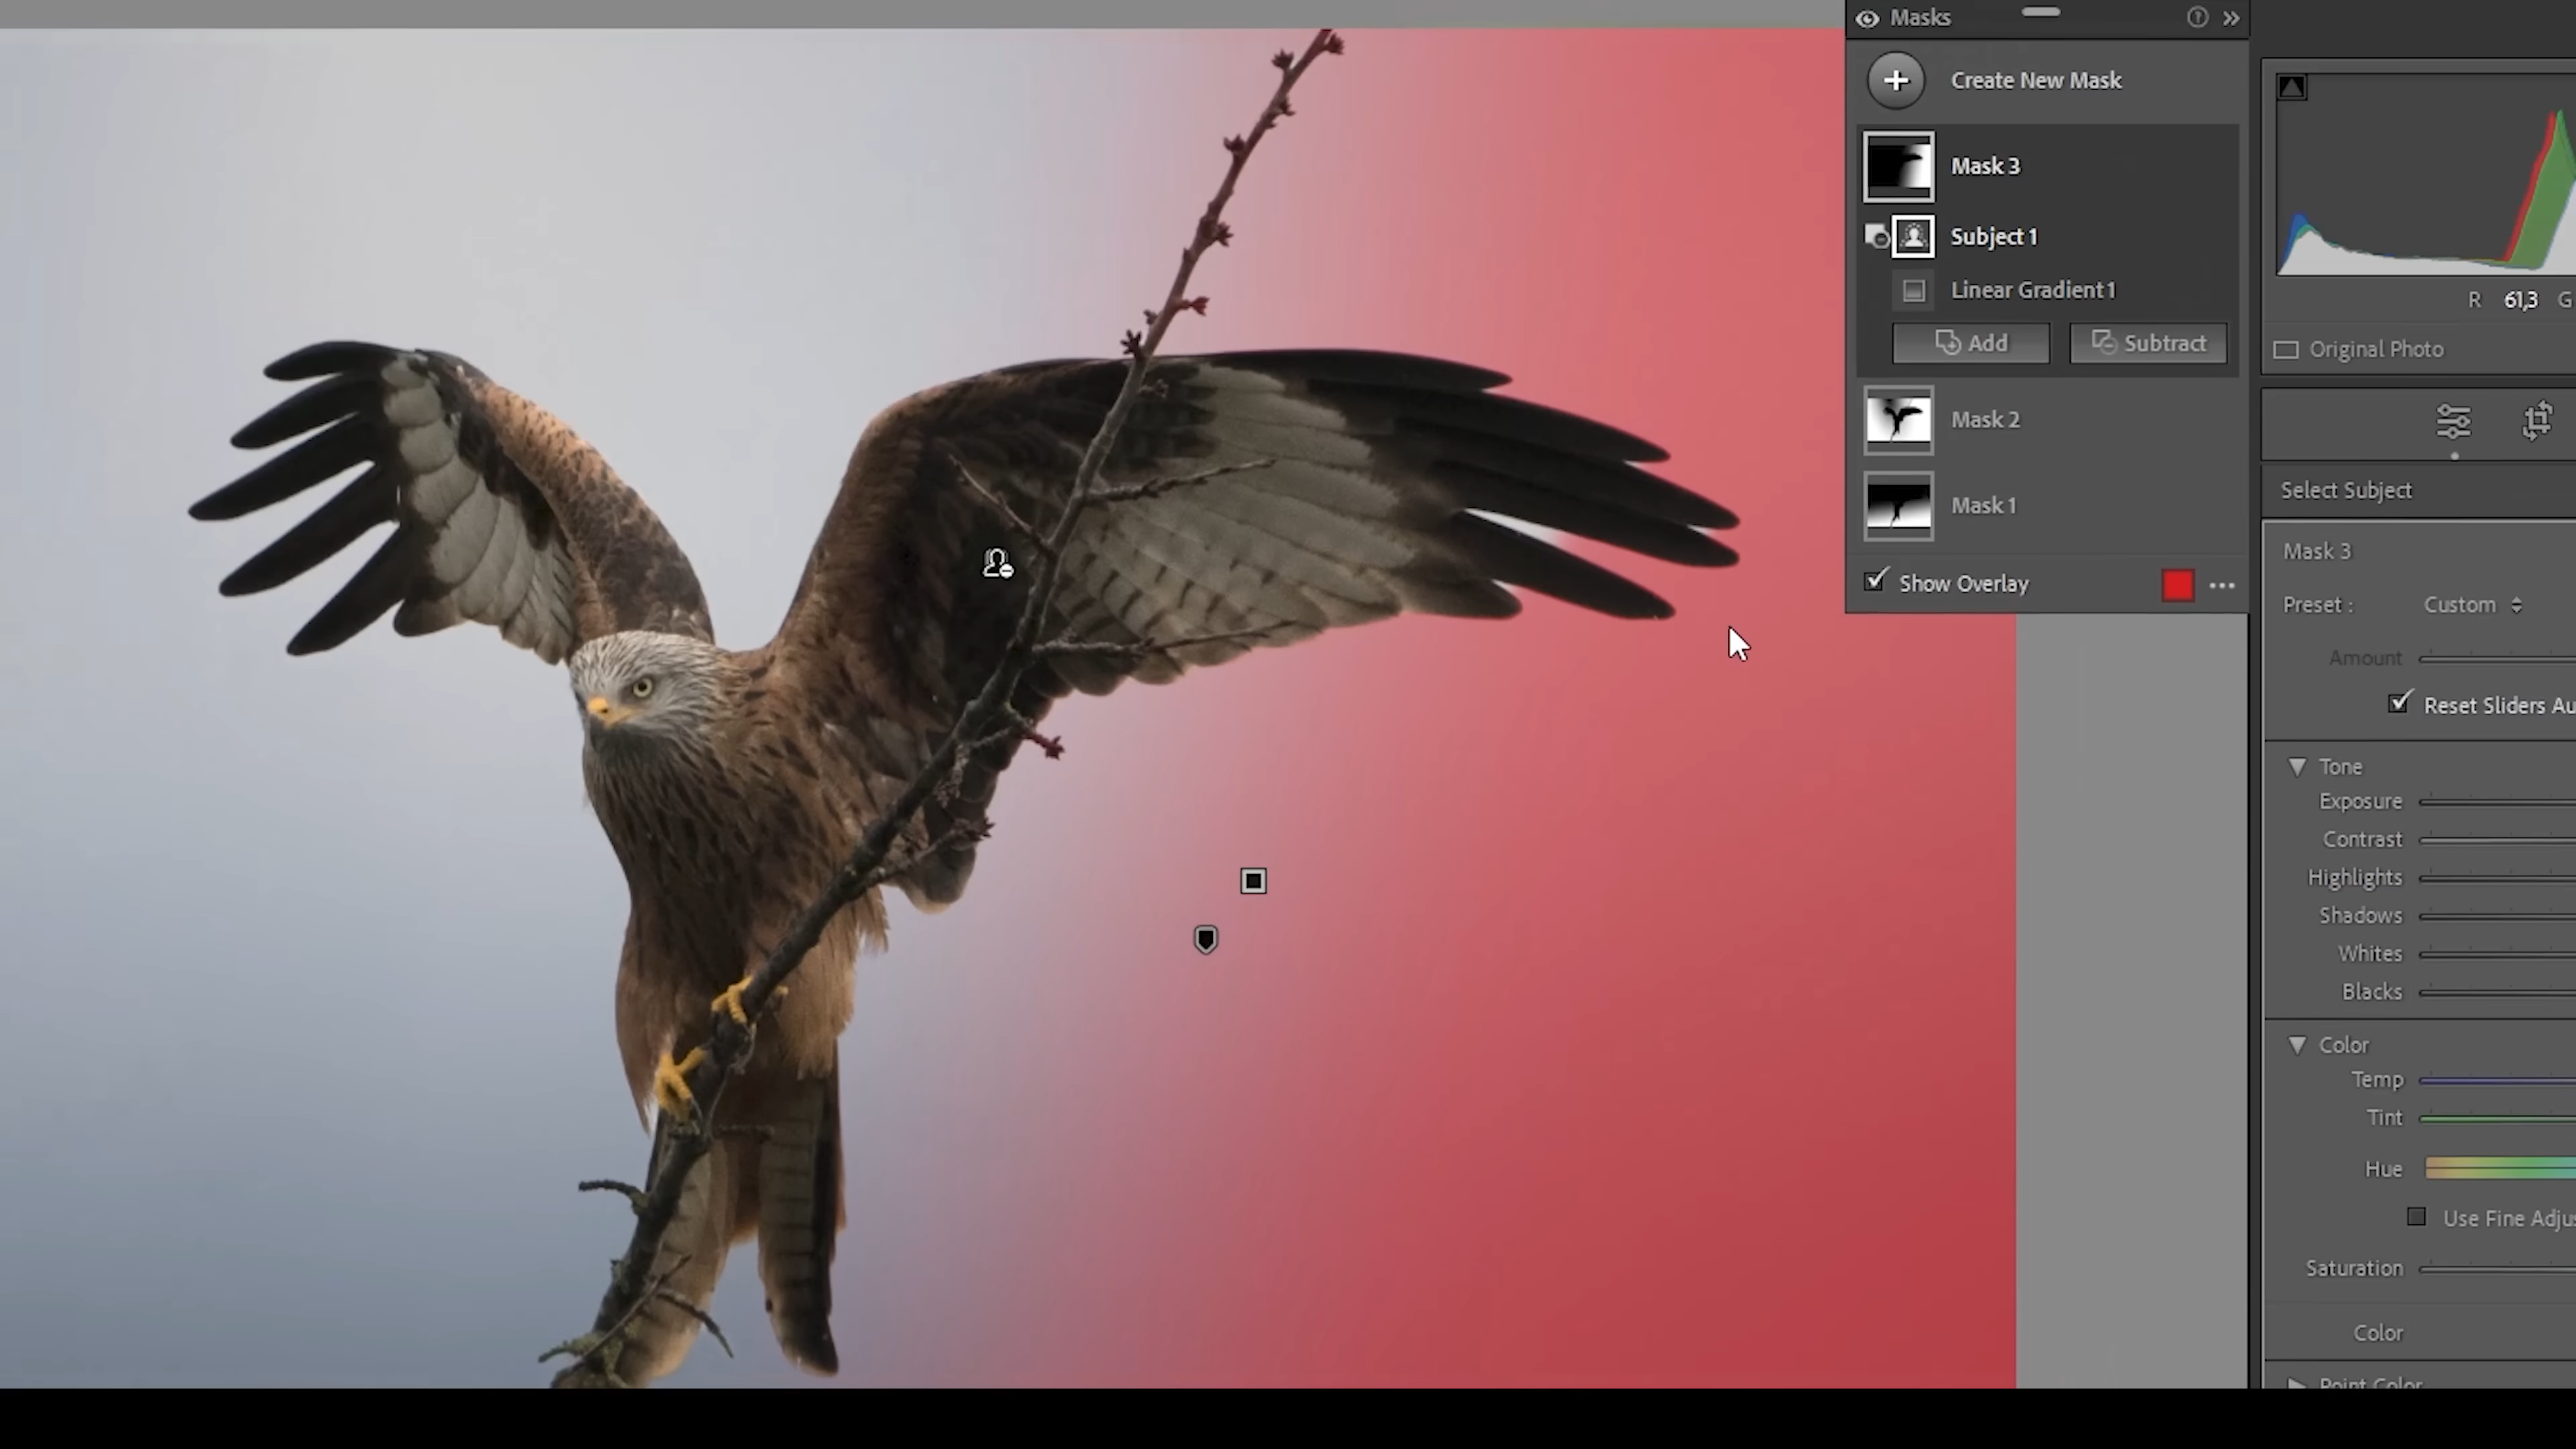 Masks
Create New Mask
Mask 3
Subject 1
Linear Gradient 1
Add
Subtract
Mask 2
Mask 1
Show Overlay
R 61,3 G
Original Photo
Select Subject
Mask 3
Preset : Custom
Amount
Reset Sliders Au
Tone
Exposure
Contrast
Highlights
Shadows
Whites
Blacks
Color
Temp
Tint
Hue
Use Fine Adjus
Saturation
Color
Point Color